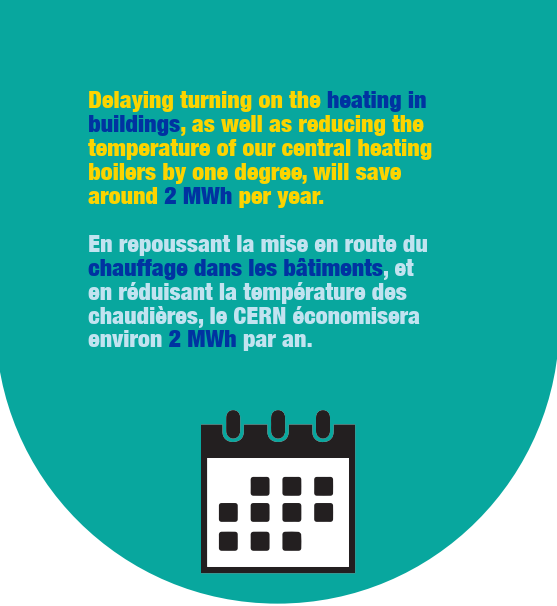 Delaying turning on the heating in
buildings, as well as reducing the
temperature of our central heating
boilers by one degree, will save
around 2 MWh per year.
En repoussant la mise en route du
chauffage dans les bâtiments, et
en réduisant la température des
chaudières, le CERN économisera
environ 2 MWh par an.